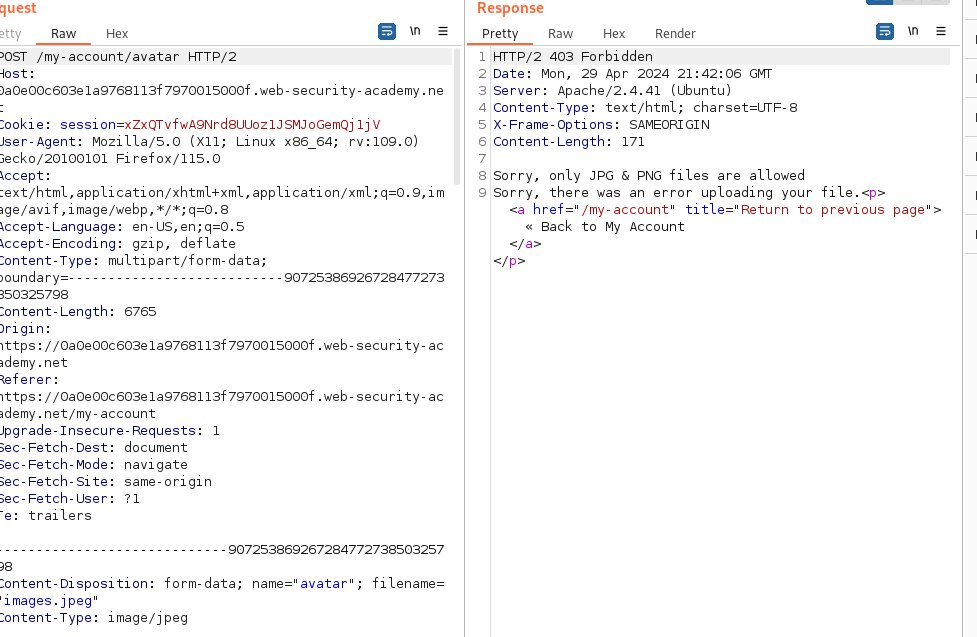 quest
etty Raw Hex \n
POST /my-account/avatar HTTP/2
Host:
0a0e00c603e1a9768113f7970015000f.web-security-academy.ne
t
Cookie: session=xZxQTvfwA9Nrd8UUoz1JSMJoGemQj1jV
User-Agent: Mozilla/5.0 (X11; Linux x86_64; rv:109.0)
Gecko/20100101 Firefox/115.0
Accept:
text/html,application/xhtml+xml,application/xml;q=0.9,im
age/avif,image/webp,*/*;q=0.8
Accept-Language: en-US,en;q=0.5
Accept-Encoding: gzip, deflate
Content-Type: multipart/form-data;
boundary=---------------------------90725386926728477273
850325798
Content-Length: 6765
Origin:
https://0a0e00c603e1a9768113f7970015000f.web-security-ac
ademy.net
Referer:
https://0a0e00c603e1a9768113f7970015000f.web-security-ac
ademy.net/my-account
Upgrade-Insecure-Requests: 1
Sec-Fetch-Dest: document
Sec-Fetch-Mode: navigate
Sec-Fetch-Site: same-origin
Sec-Fetch-User: ?1
Te: trailers
-----------------------------907253869267284772738503257
98
Content-Disposition: form-data; name="avatar"; filename=
"images.jpeg"
Content-Type: image/jpeg
Response
Pretty Raw Hex Render \n
1 HTTP/2 403 Forbidden
2 Date: Mon, 29 Apr 2024 21:42:06 GMT
3 Server: Apache/2.4.41 (Ubuntu)
4 Content-Type: text/html; charset=UTF-8
5 X-Frame-Options: SAMEORIGIN
6 Content-Length: 171
7
8 Sorry, only JPG & PNG files are allowed
9 Sorry, there was an error uploading your file.<p>
<a href="/my-account" title="Return to previous page">
« Back to My Account
</a>
</p>